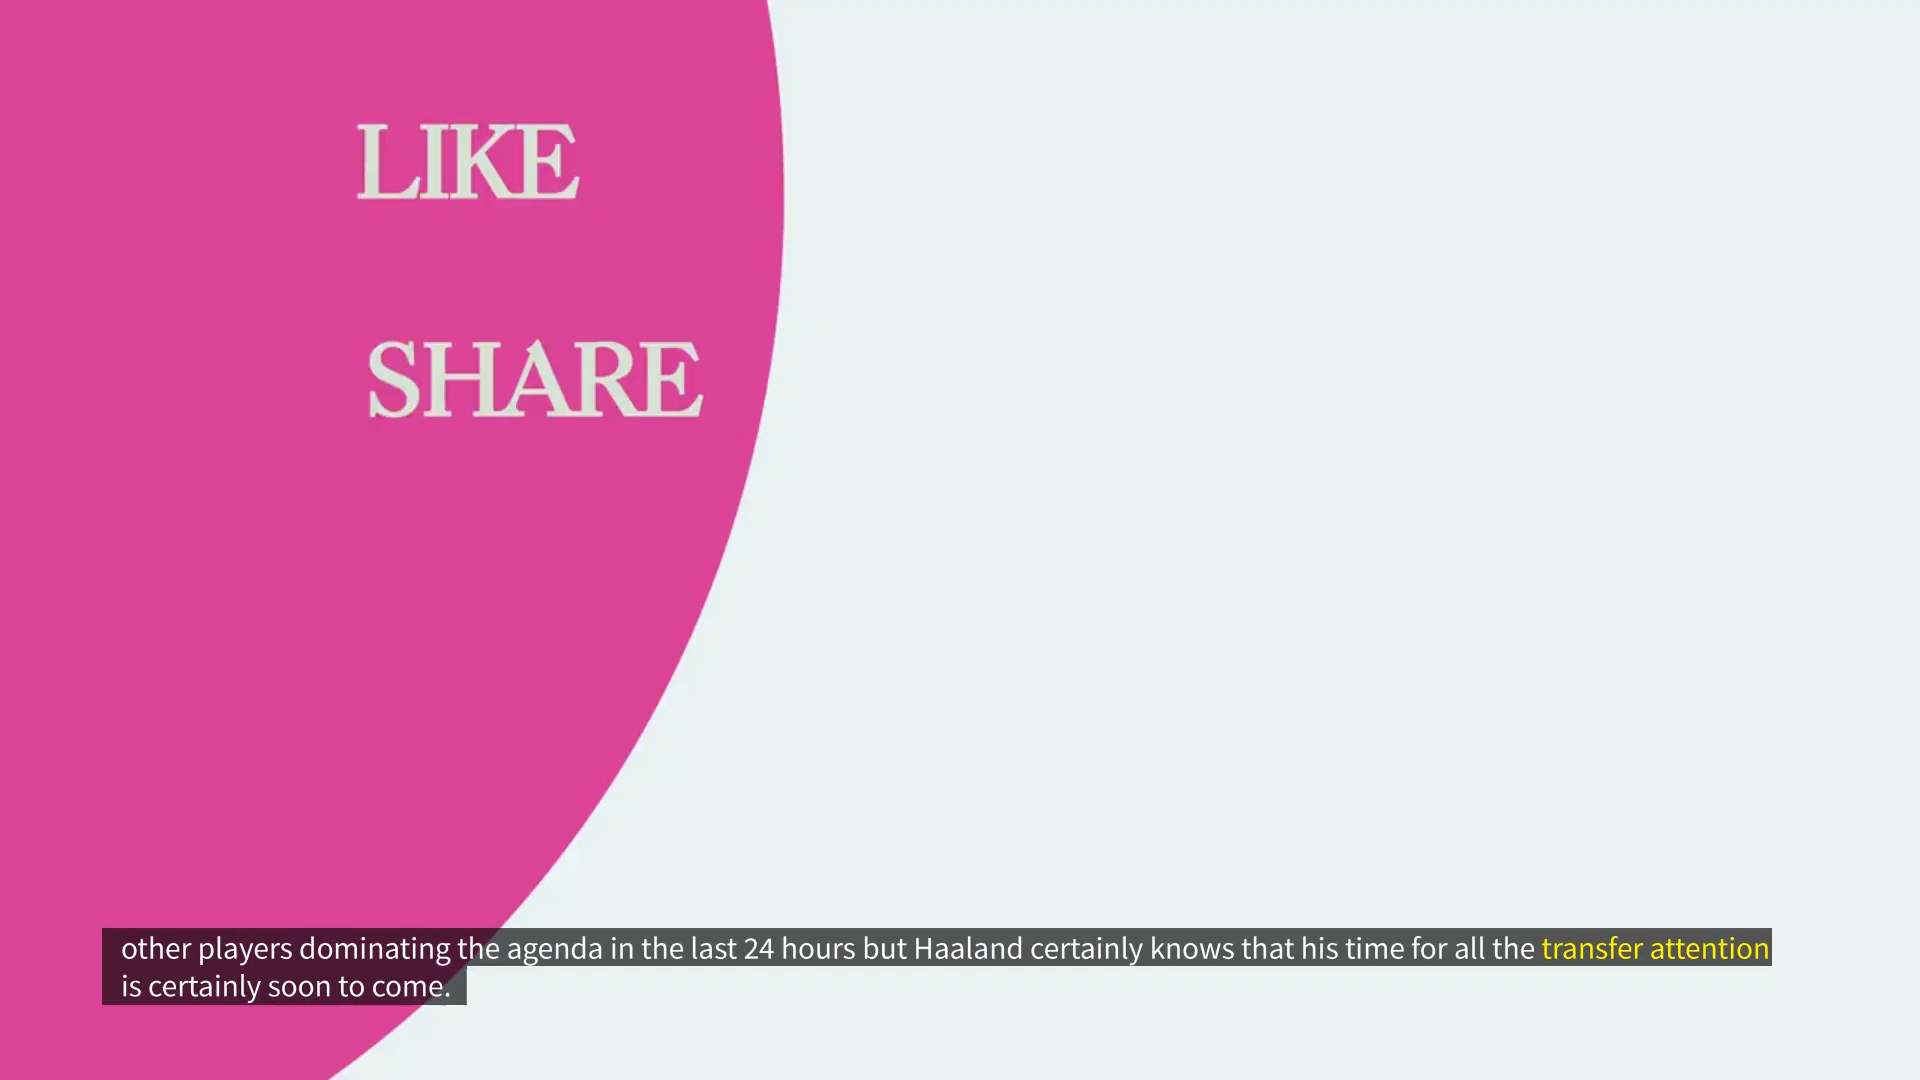 LIKE
SHARE
other players dominating the agenda in the last 24 hours but Haaland certainly knows that his time for all the transfer attention
is certainly soon to come.